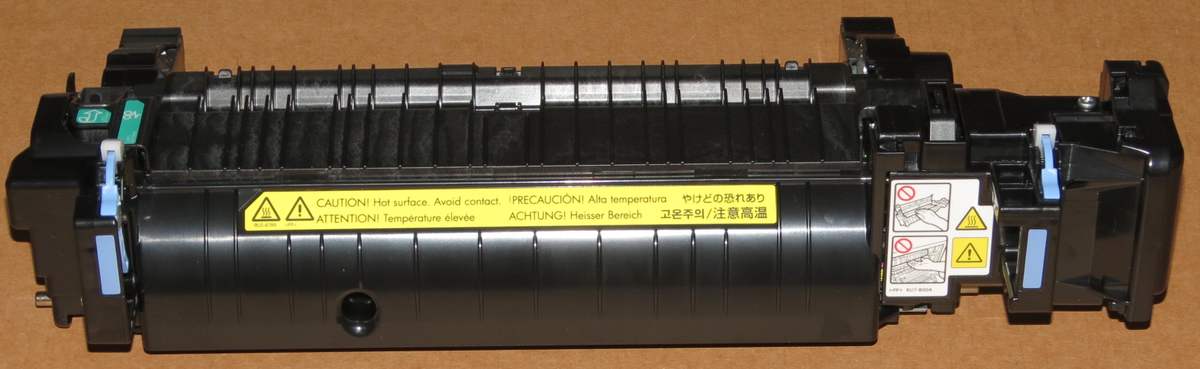 CAUTION! Hot surface. Avoid contact.
ATTENTION! Température élevée
!PRECAUCIÓN! Alta temperatura
ACHTUNG! Heisser Bereich
やけどの恐れあり
고온주의/注意高温